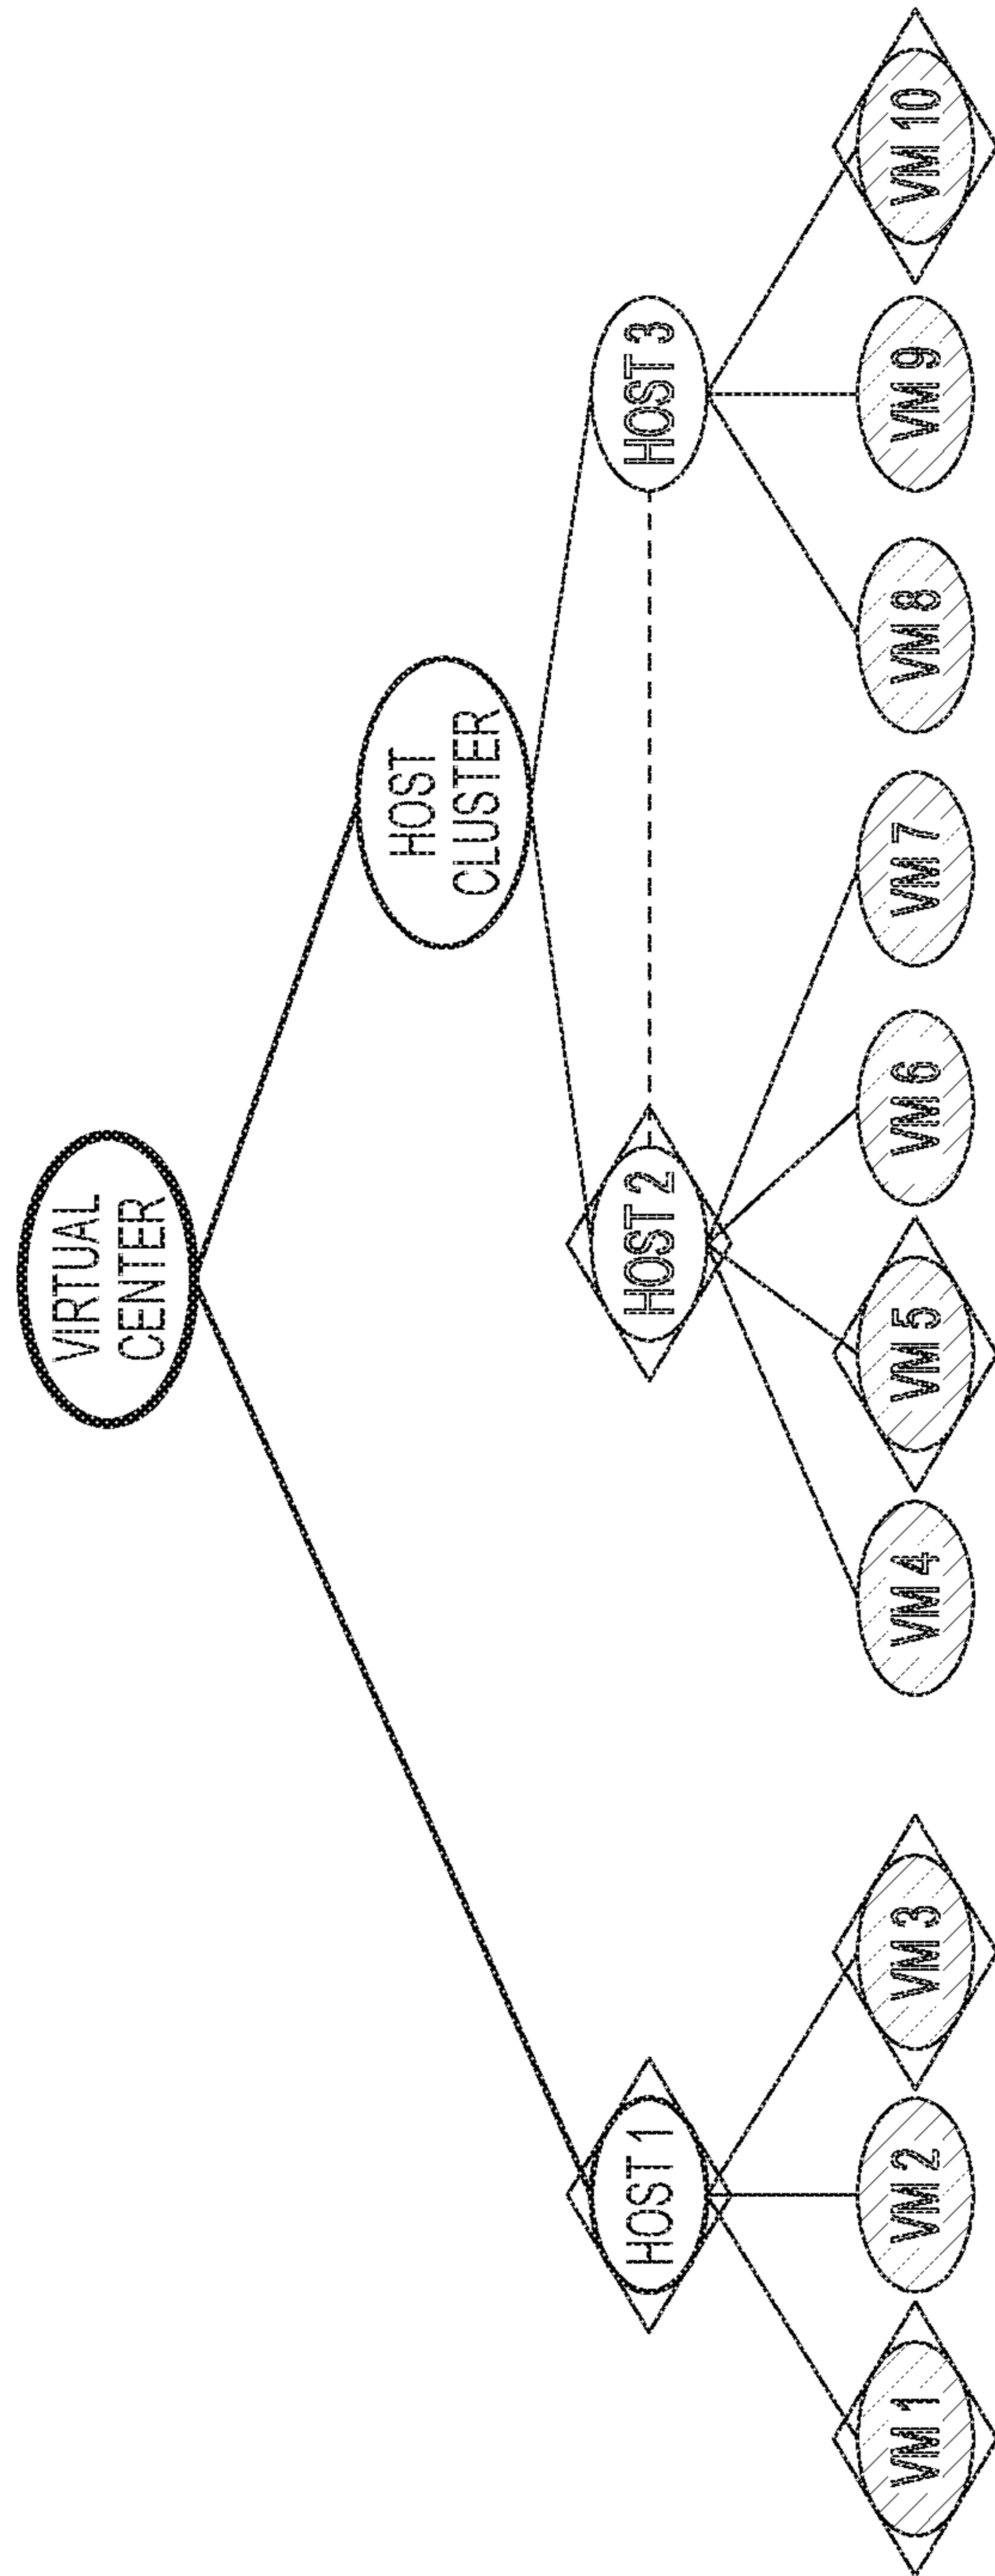 VIRTUAL
CENTER
HOST
CLUSTER
HOST 1
HOST 2
HOST 3
VM 1
VM 2
VM 3
VM 4
VM 5
VM 6
VM 7
VM 8
VM 9
VM 10